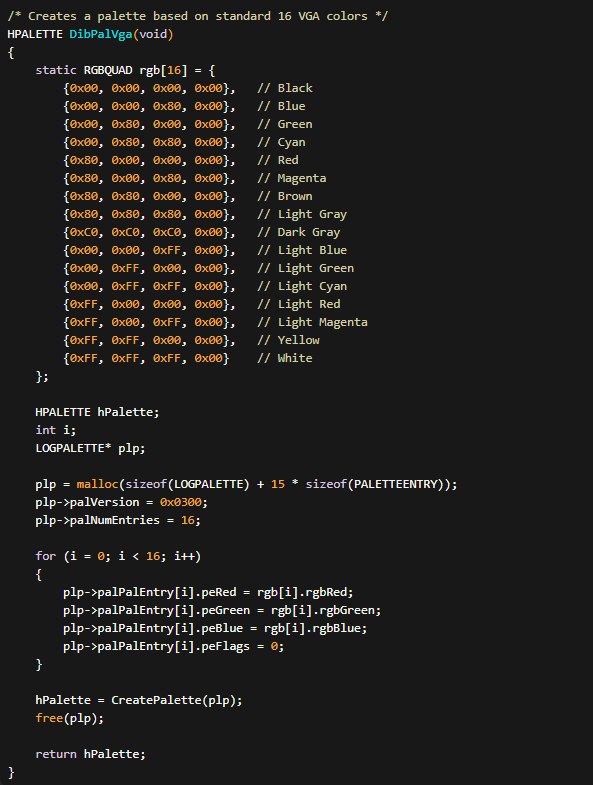 /* Creates a palette based on standard 16 VGA colors */
HPALETTE DibPalVga(void)
{
    static RGBQUAD rgb[16] = {
        {0x00, 0x00, 0x00, 0x00},   // Black
        {0x00, 0x00, 0x80, 0x00},   // Blue
        {0x00, 0x80, 0x00, 0x00},   // Green
        {0x00, 0x80, 0x80, 0x00},   // Cyan
        {0x80, 0x00, 0x00, 0x00},   // Red
        {0x80, 0x00, 0x80, 0x00},   // Magenta
        {0x80, 0x80, 0x00, 0x00},   // Brown
        {0x80, 0x80, 0x80, 0x00},   // Light Gray
        {0xC0, 0xC0, 0xC0, 0x00},   // Dark Gray
        {0x00, 0x00, 0xFF, 0x00},   // Light Blue
        {0x00, 0xFF, 0x00, 0x00},   // Light Green
        {0x00, 0xFF, 0xFF, 0x00},   // Light Cyan
        {0xFF, 0x00, 0x00, 0x00},   // Light Red
        {0xFF, 0x00, 0xFF, 0x00},   // Light Magenta
        {0xFF, 0xFF, 0x00, 0x00},   // Yellow
        {0xFF, 0xFF, 0xFF, 0x00}    // White
    };

    HPALETTE hPalette;
    int i;
    LOGPALETTE* plp;

    plp = malloc(sizeof(LOGPALETTE) + 15 * sizeof(PALETTEENTRY));
    plp->palVersion = 0x0300;
    plp->palNumEntries = 16;

    for (i = 0; i < 16; i++)
    {
        plp->palPalEntry[i].peRed = rgb[i].rgbRed;
        plp->palPalEntry[i].peGreen = rgb[i].rgbGreen;
        plp->palPalEntry[i].peBlue = rgb[i].rgbBlue;
        plp->palPalEntry[i].peFlags = 0;
    }

    hPalette = CreatePalette(plp);
    free(plp);

    return hPalette;
}